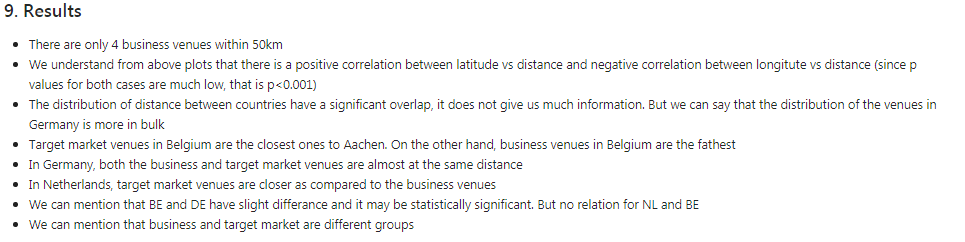 9. Results
• There are only 4 business venues within 50km
• We understand from above plots that there is a positive correlation between latitude vs distance and negative correlation between longitute vs distance (since p
values for both cases are much low, that is p<0.001)
• The distribution of distance between countries have a significant overlap, it does not give us much information. But we can say that the distribution of the venues in
Germany is more in bulk
• Target market venues in Belgium are the closest ones to Aachen. On the other hand, business venues in Belgium are the fathest
• In Germany, both the business and target market venues are almost at the same distance
• In Netherlands, target market venues are closer as compared to the business venues
• We can mention that BE and DE have slight differance and it may be statistically significant. But no relation for NL and BE
• We can mention that business and target market are different groups